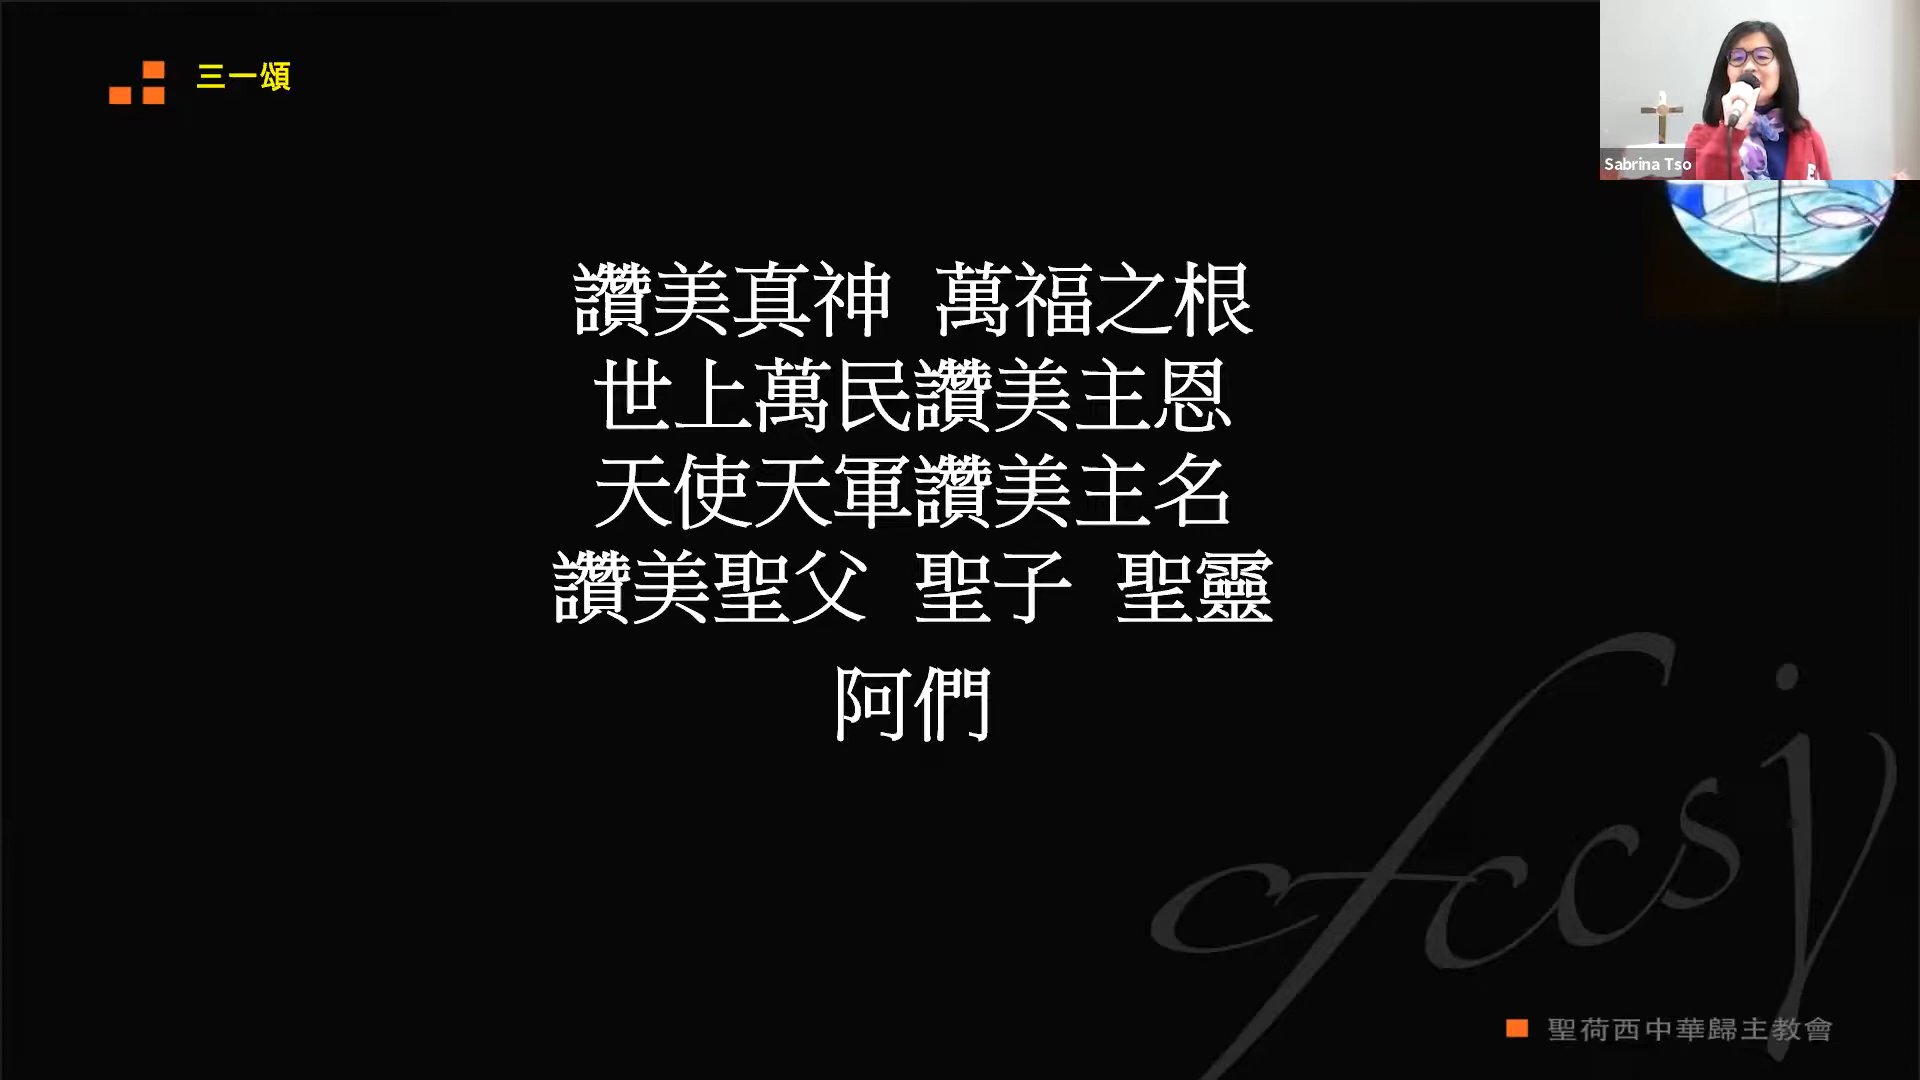 三一頌
Sabrina Tso
讚美真神 萬福之根
世上萬民讚美主恩
天使天軍讚美主名
讚美聖父 聖子 聖靈
阿們
cfccsj
聖荷西中華歸主教會